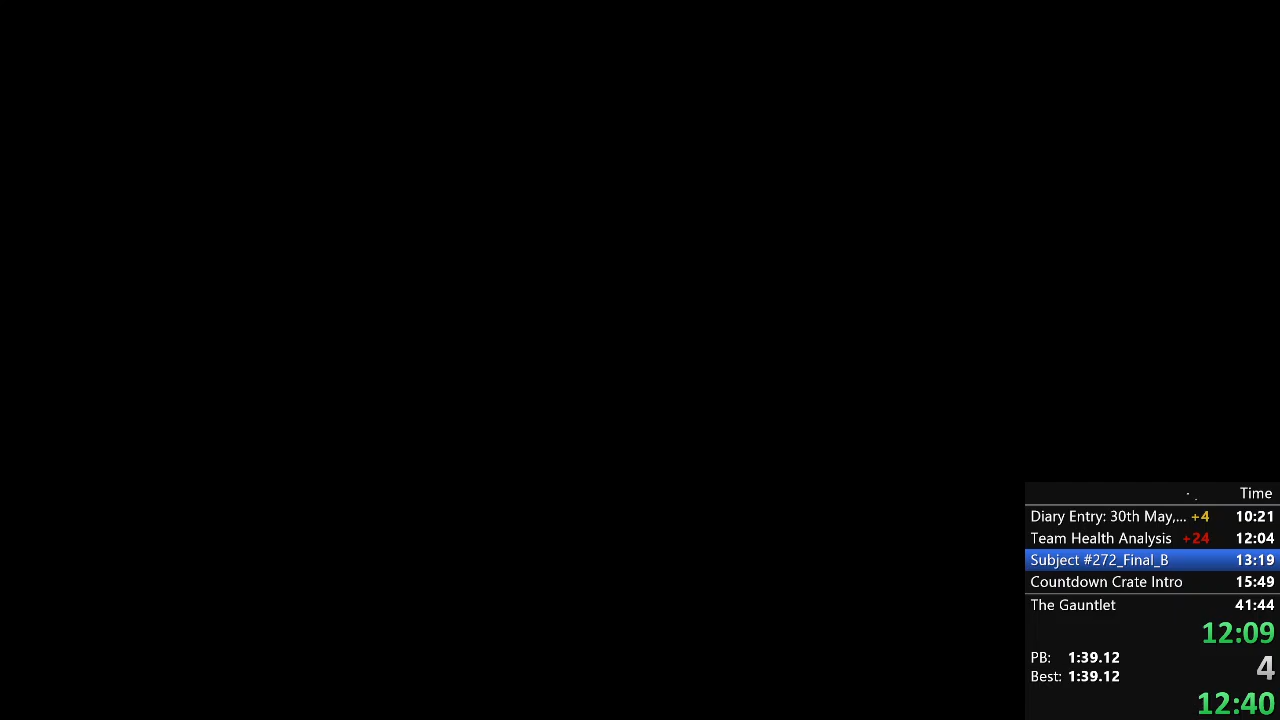 Time
Diary Entry: 30th May,... +4 10:21
Team Health Analysis +24 12:04
Subject #272_Final_B 13:19
Countdown Crate Intro 15:49
The Gauntlet 41:44
12:09
PB: 1:39.12
4
Best: 1:39.12
12:40